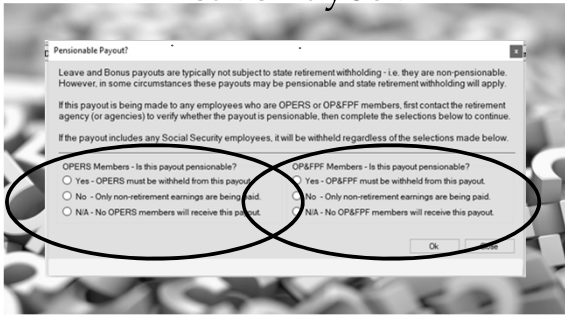 Pensionable Payout?
Leave and Bonus payouts are typically not subject to state retirement withholding - i.e. they are non-pensionable.
However, in some circumstances these payouts may be pensionable and state retirement withholding will apply.
If this payout is being made to any employees who are OPERS or OP&FPF members, first contact the retirement
agency (or agencies) to verify whether the payout is pensionable, then complete the selections below to continue.
If the payout includes any Social Security employees, it will be withheld regardless of the selections made below.
OPERS Members - Is this payout pensionable?
Yes - OPERS must be withheld from this payout.
No - Only non-retirement earnings are being paid.
N/A - No OPERS members will receive this payout.
OP&FPF Members - Is this payout pensionable?
Yes - OP&FPF must be withheld from this payout.
No - Only non-retirement earnings are being paid.
N/A - No OP&FPF members will receive this payout.
Ok
Close